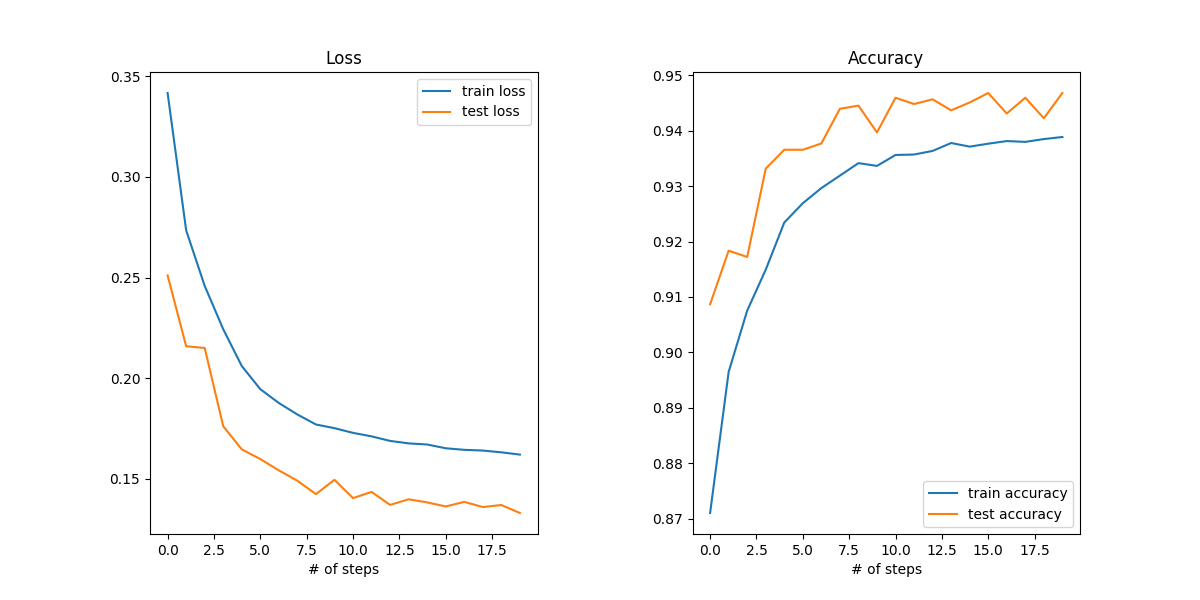 Loss
0.35
0.30
0.25
0.20
0.15
train loss
test loss
0.0 2.5 5.0 7.5 10.0 12.5 15.0 17.5
# of steps
Accuracy
0.95
0.94
0.93
0.92
0.91
0.90
0.89
0.88
0.87
train accuracy
test accuracy
0.0 2.5 5.0 7.5 10.0 12.5 15.0 17.5
# of steps